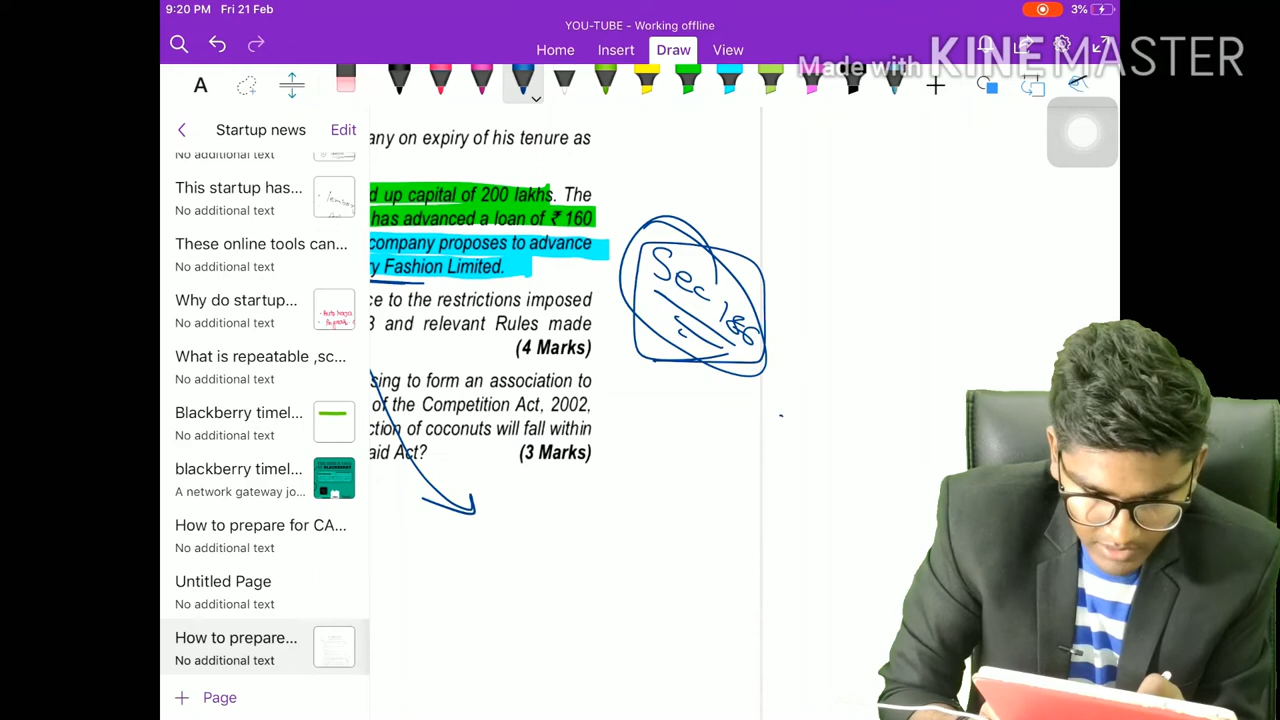 9:20 PM Fri 21 Feb
3%
YOU-TUBE - Working offline
Home Insert Draw View
Made with KINEMASTER
A
Startup news Edit
No additional text
This startup has...
No additional text
These online tools can...
No additional text
Why do startup...
No additional text
What is repeatable ,sc...
No additional text
Blackberry timel...
No additional text
blackberry timel...
A network gateway jo...
How to prepare for CA...
No additional text
Untitled Page
No additional text
How to prepare...
No additional text
+ Page
any on expiry of his tenure as
d up capital of 200 lakhs. The
has advanced a loan of ₹ 160
company proposes to advance
ry Fashion Limited.
ce to the restrictions imposed
3 and relevant Rules made
(4 Marks)
sing to form an association to
of the Competition Act, 2002,
ction of coconuts will fall within
aid Act? (3 Marks)
Sec 186